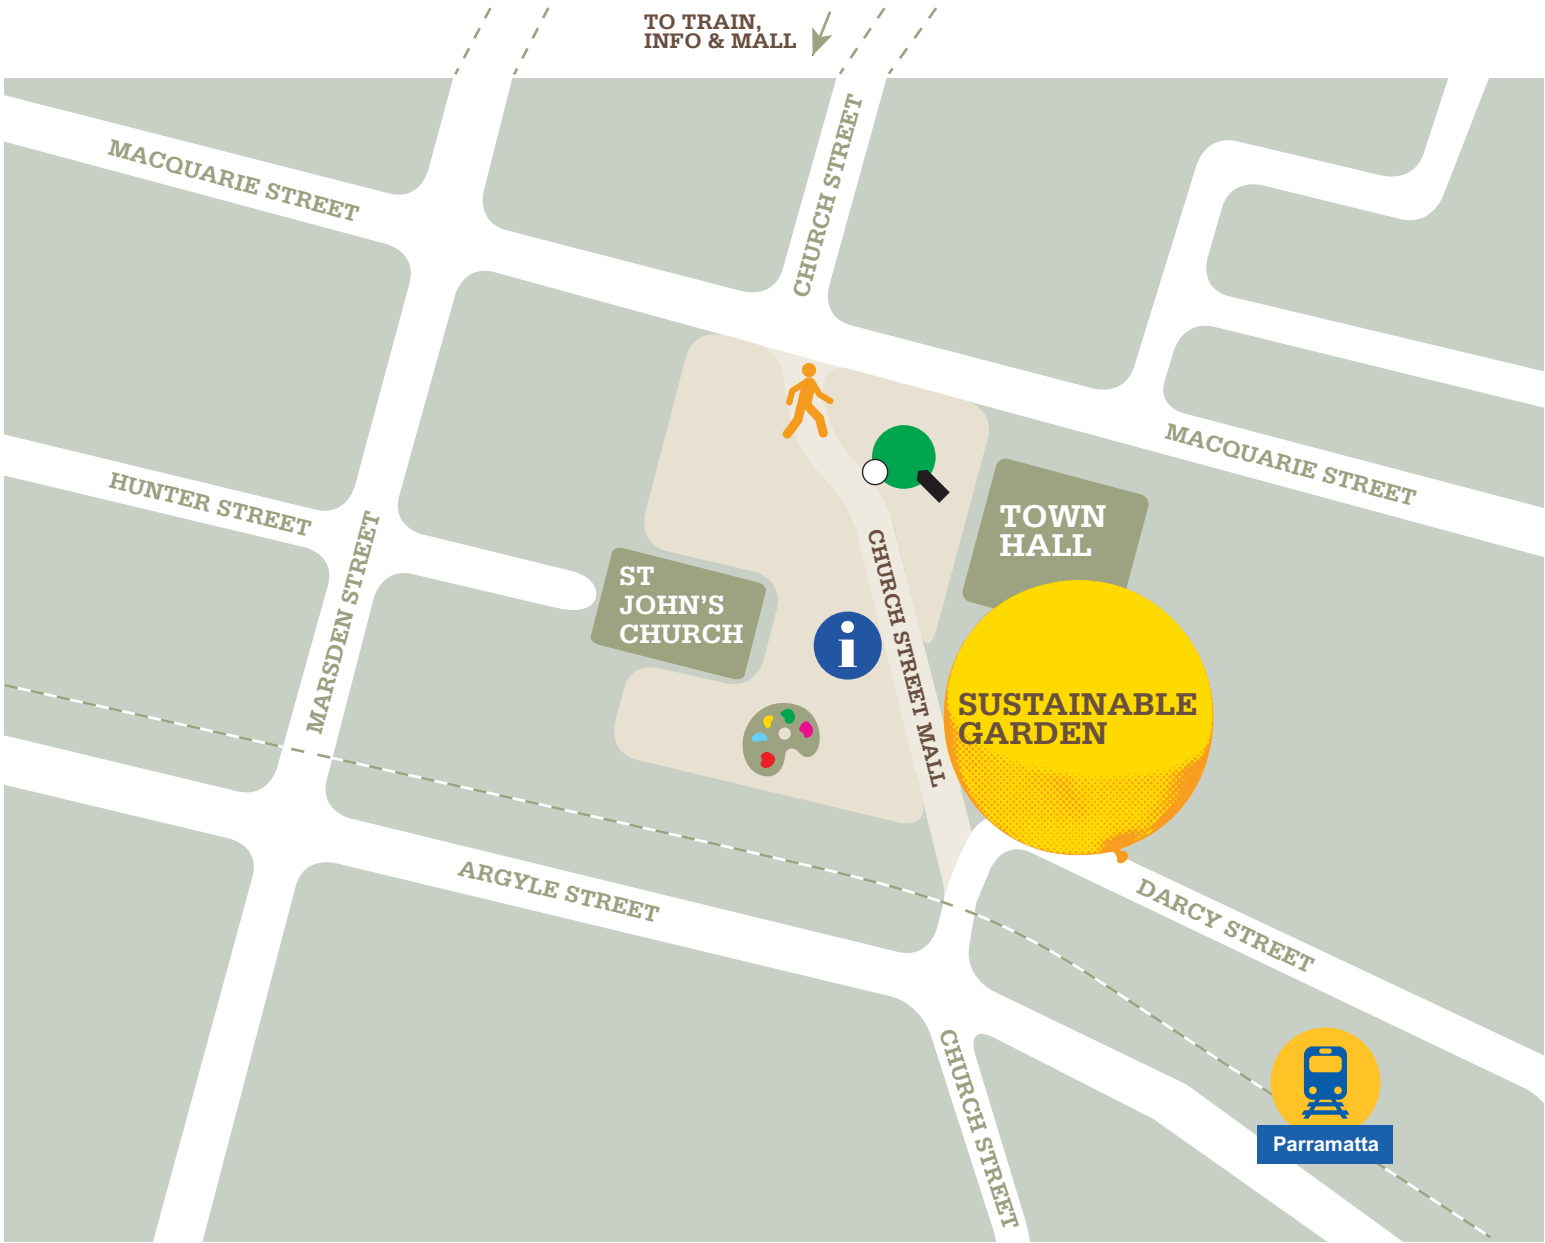 TO TRAIN,
INFO & MALL
MACQUARIE STREET
CHURCH STREET
MACQUARIE STREET
HUNTER STREET
MARSDEN STREET
TOWN
HALL
ST
JOHN'S
CHURCH
i
CHURCH STREET MALL
SUSTAINABLE
GARDEN
ARGYLE STREET
DARCY STREET
CHURCH STREET
Parramatta